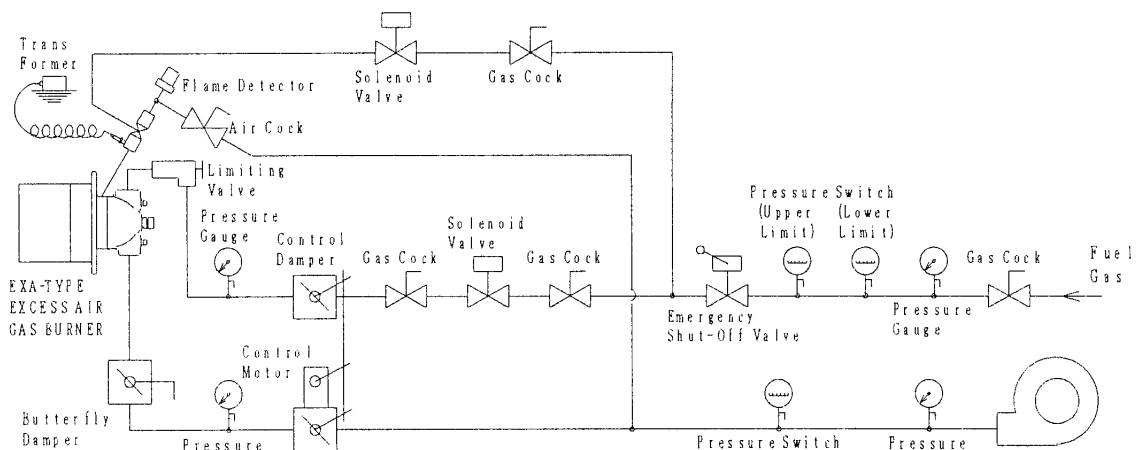 Trans
Former
Flame Detector
Solenoid
Valve
Gas Cock
Air Cock
Limiting
Valve
Pressure
Gauge
Control
Damper
Gas Cock
Solenoid
Valve
Gas Cock
Emergency
Shut-Off Valve
Pressure Switch
(Upper (Lower
Limit) Limit)
Pressure
Gauge
Gas Cock
Fuel
Gas
EXA-TYPE
EXCESS AIR
GAS BURNER
Control
Motor
Butterfly
Damper
Pressure
Pressure Switch
Pressure